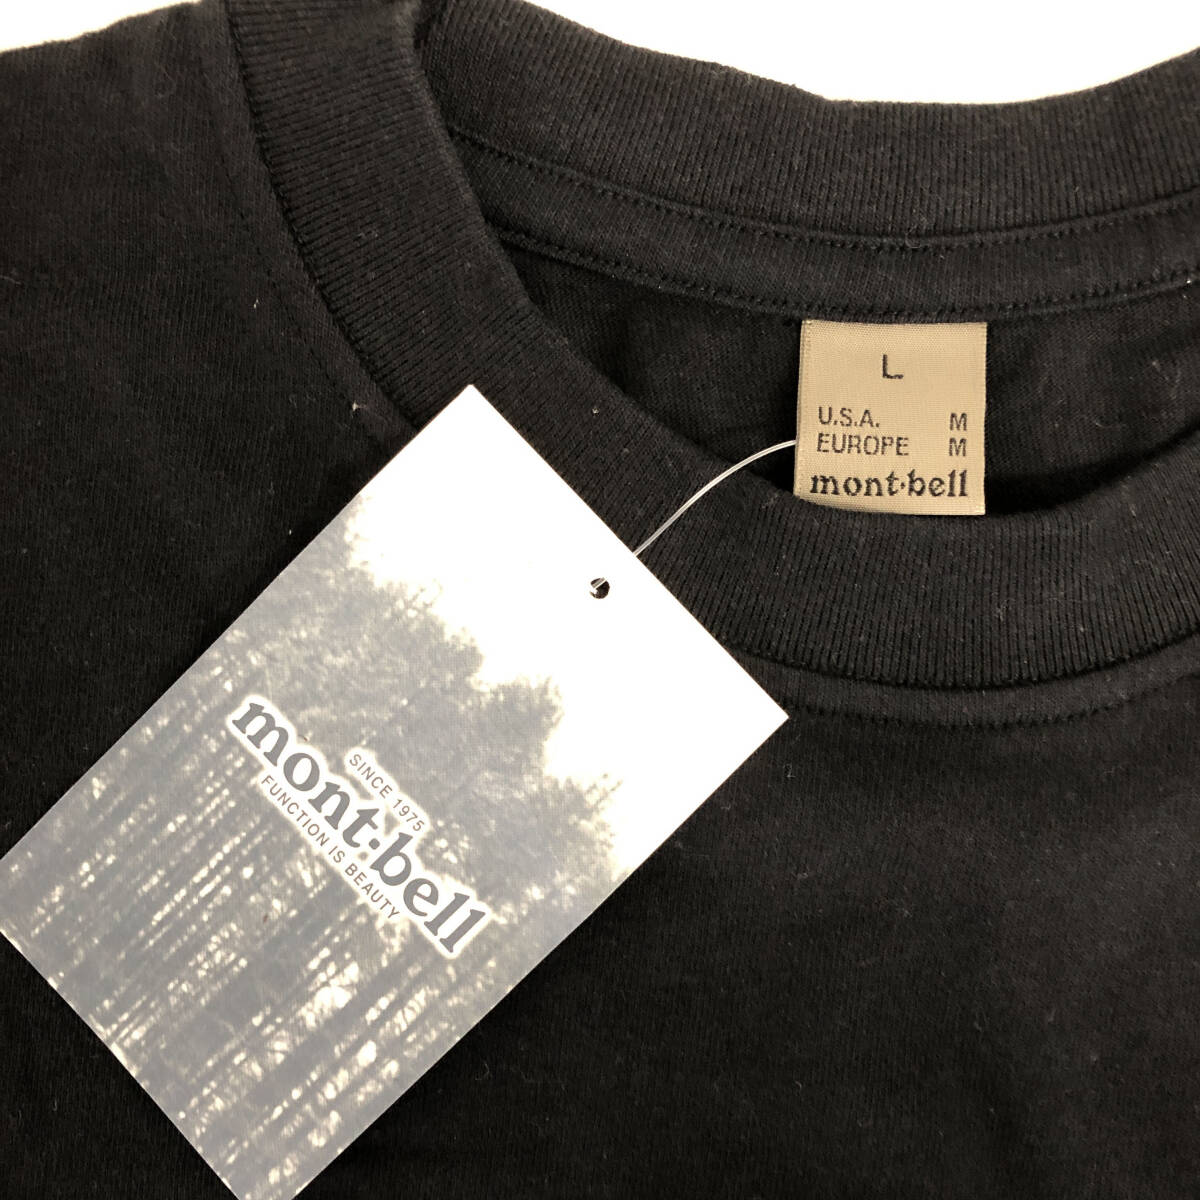 L
U.S.A. M
EUROPE M
mont·bell
SINCE 1975
mont·bell
FUNCTION IS BEAUTY